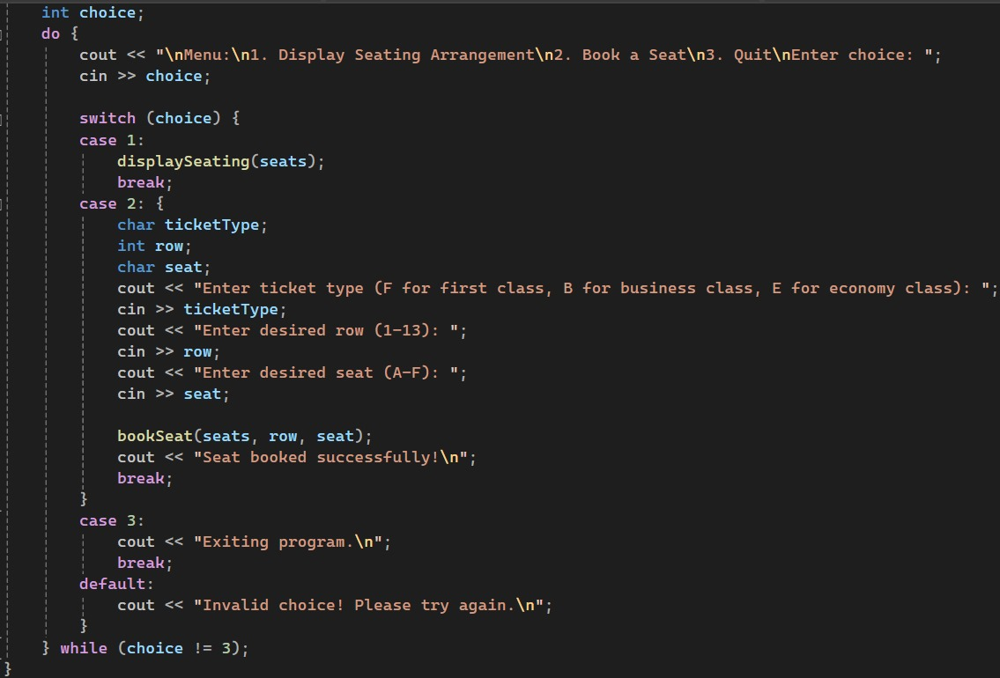 int choice;
do {
cout << "\nMenu:\n1. Display Seating Arrangement\n2. Book a Seat\n3. Quit\nEnter choice: ";
cin >> choice;
switch (choice) {
case 1:
displaySeating(seats);
break;
case 2: {
char ticketType;
int row;
char seat;
cout << "Enter ticket type (F for first class, B for business class, E for economy class): ";
cin >> ticketType;
cout << "Enter desired row (1-13): ";
cin >> row;
cout << "Enter desired seat (A-F): ";
cin >> seat;
bookSeat(seats, row, seat);
cout << "Seat booked successfully!\n";
break;
}
case 3:
cout << "Exiting program.\n";
break;
default:
cout << "Invalid choice! Please try again.\n";
}
} while (choice != 3);
}